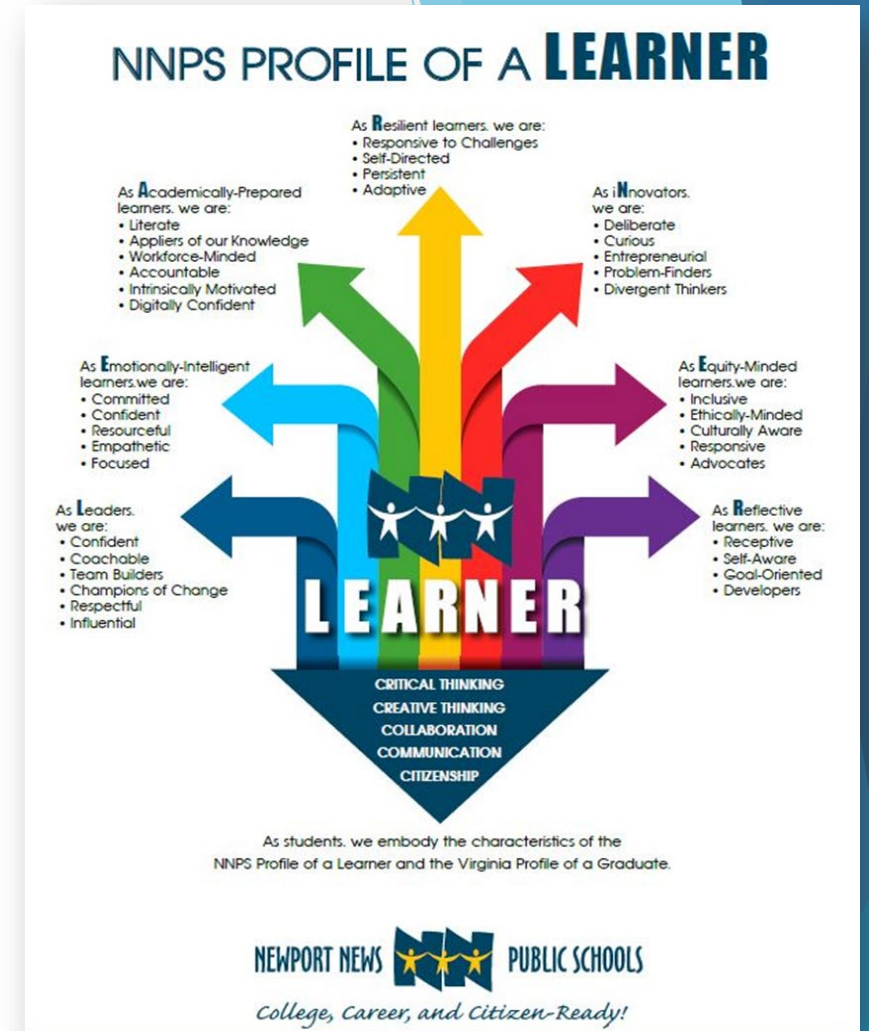 NNPS PROFILE OF A LEARNER
As Resilient learners. we are:
• Responsive to Challenges
• Self-Directed
• Persistent
• Adaptive
As Academically-Prepared
learners. we are:
• Literate
• Appliers of our Knowledge
• Workforce-Minded
• Accountable
• Intrinsically Motivated
• Digitally Confident
As iNnovators.
we are:
• Deliberate
• Curious
• Entrepreneurial
• Problem-Finders
• Divergent Thinkers
As Emotionally-Intelligent
learners.we are:
• Committed
• Confident
• Resourceful
• Empathetic
• Focused
As Equity-Minded
learners.we are:
• Inclusive
• Ethically-Minded
• Culturally Aware
• Responsive
• Advocates
As Leaders.
we are:
• Confident
• Coachable
• Team Builders
• Champions of Change
• Respectful
• Influential
As Reflective
learners. we are:
• Receptive
• Self-Aware
• Goal-Oriented
• Developers
LEARNER
CRITICAL THINKING
CREATIVE THINKING
COLLABORATION
COMMUNICATION
CITIZENSHIP
As students. we embody the characteristics of the
NNPS Profile of a Learner and the Virginia Profile of a Graduate.
NEWPORT NEWS NN PUBLIC SCHOOLS
College, Career, and Citizen-Ready!